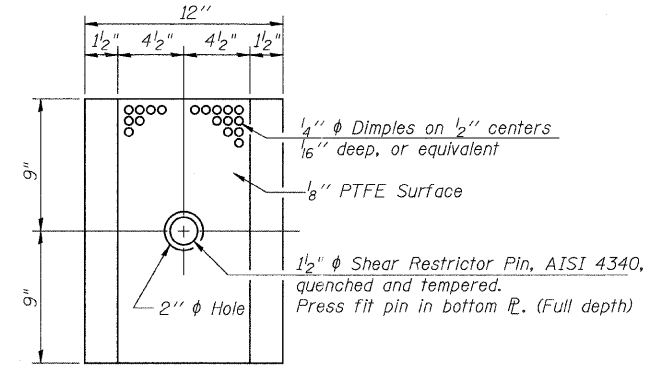 12"
1½" 4½" 4½" 1½"
9"
¼" ϕ Dimples on ½" centers
1/16" deep, or equivalent
⅛" PTFE Surface
9"
1½" ϕ Shear Restrictor Pin, AISI 4340,
quenched and tempered.
Press fit pin in bottom ℙL. (Full depth)
2" ϕ Hole